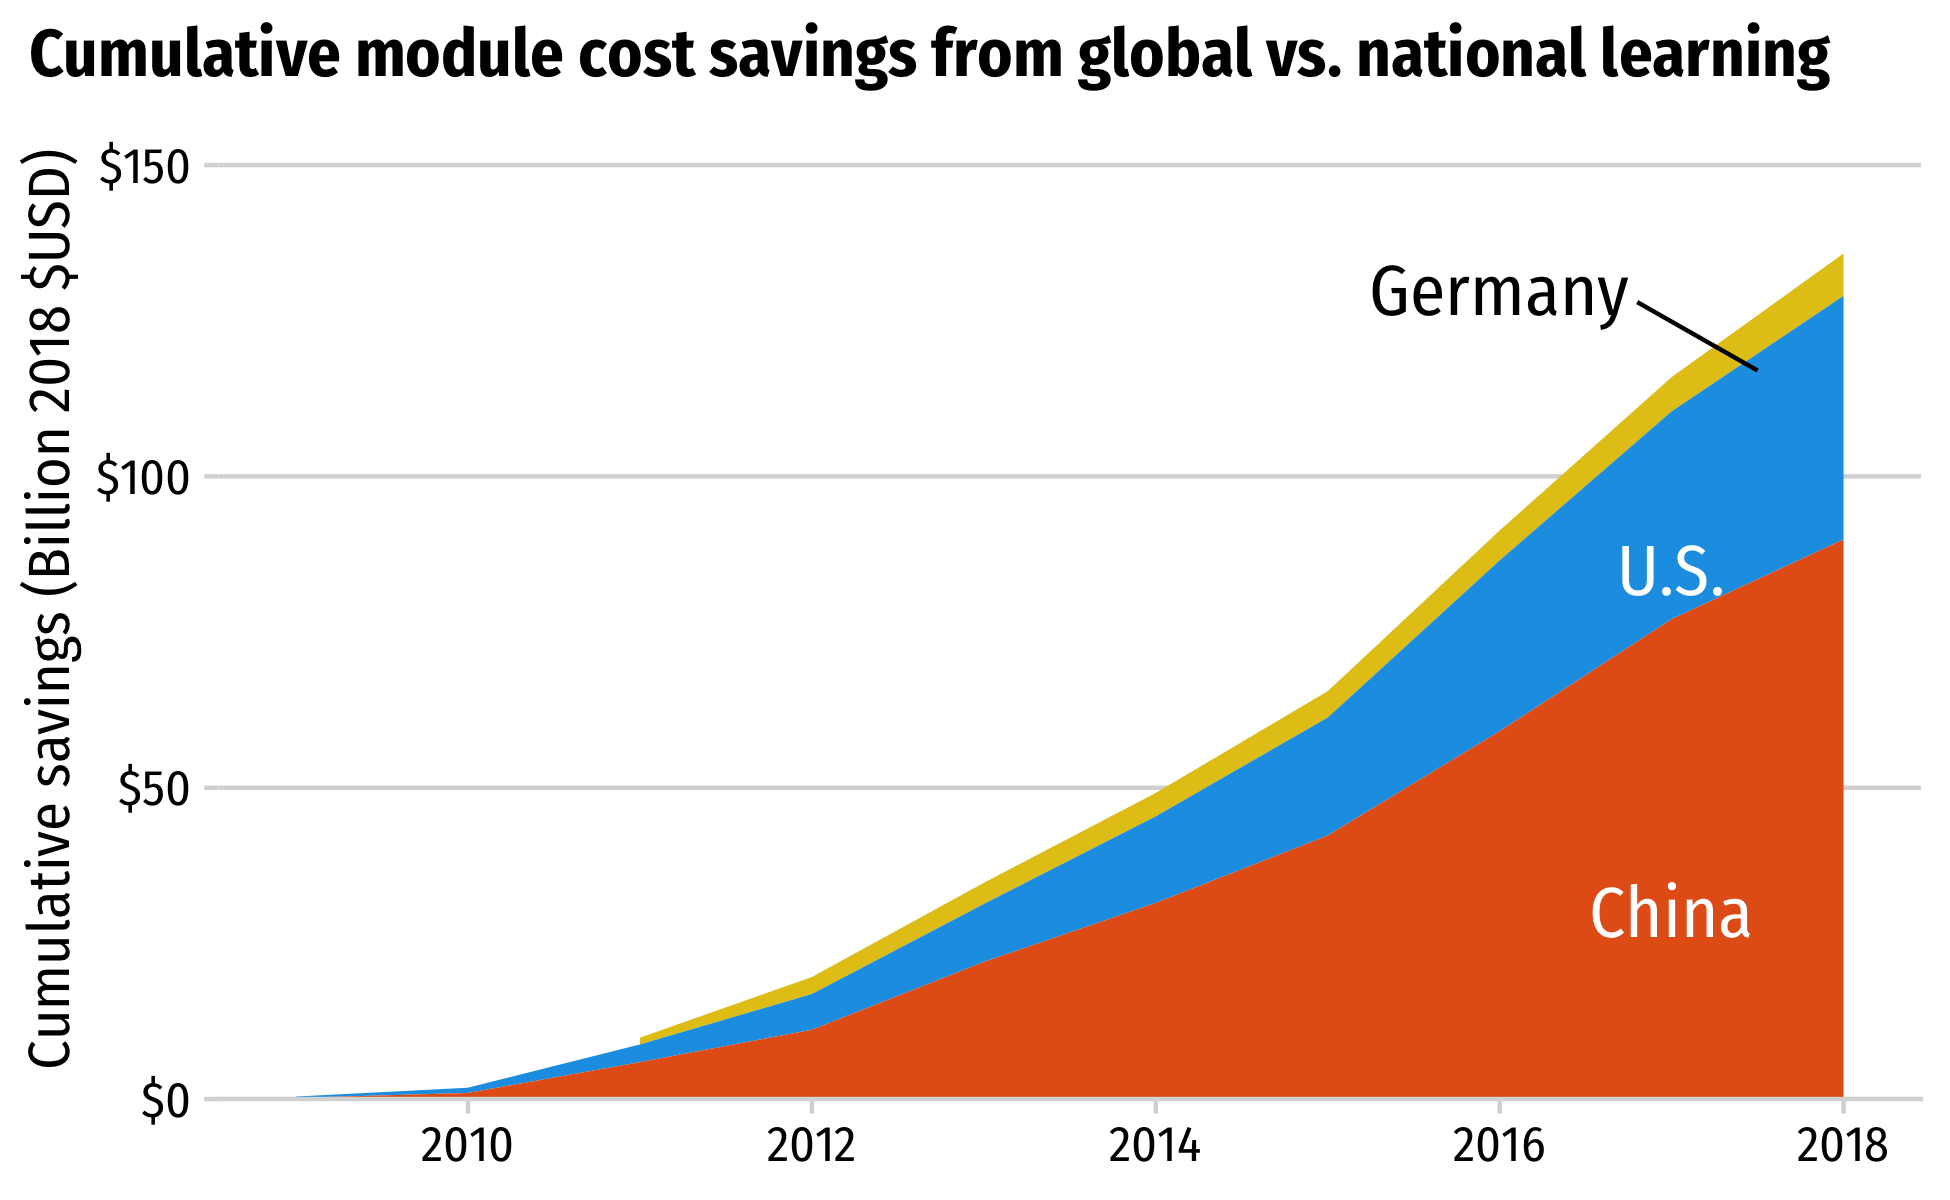 Cumulative module cost savings from global vs. national learning
Cumulative savings (Billion 2018 $USD)
$150
$100
$50
$0
Germany
U.S.
China
2010
2012
2014
2016
2018